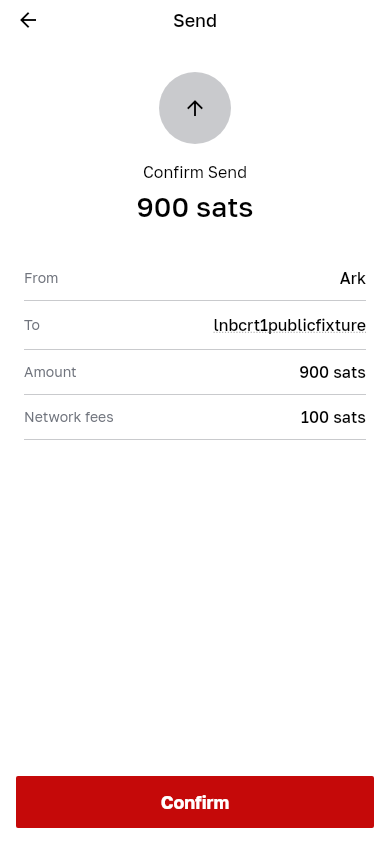 Send
Confirm Send
900 sats
From Ark
To lnbcrt1publicfixture
Amount 900 sats
Network fees 100 sats
Confirm